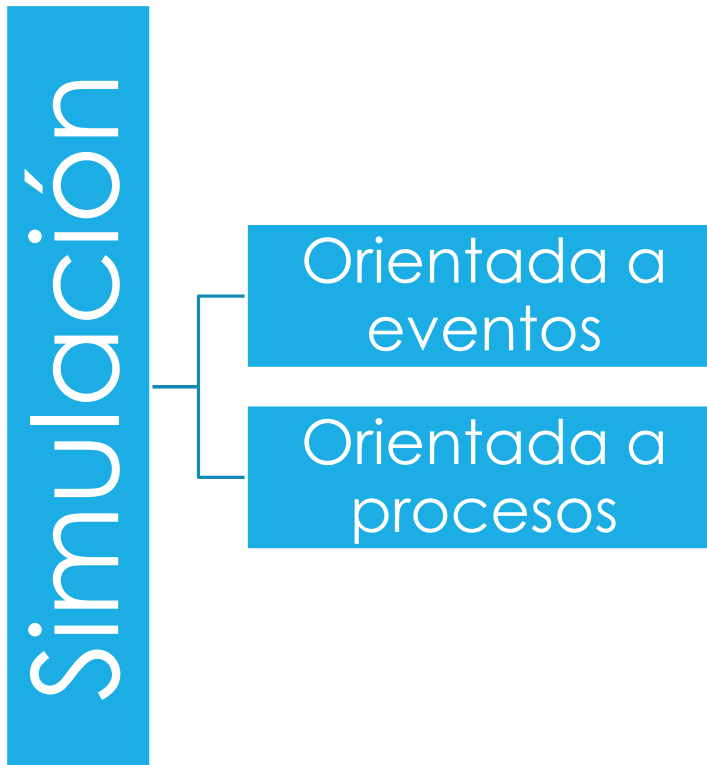 Simulación
Orientada a
eventos
Orientada a
procesos